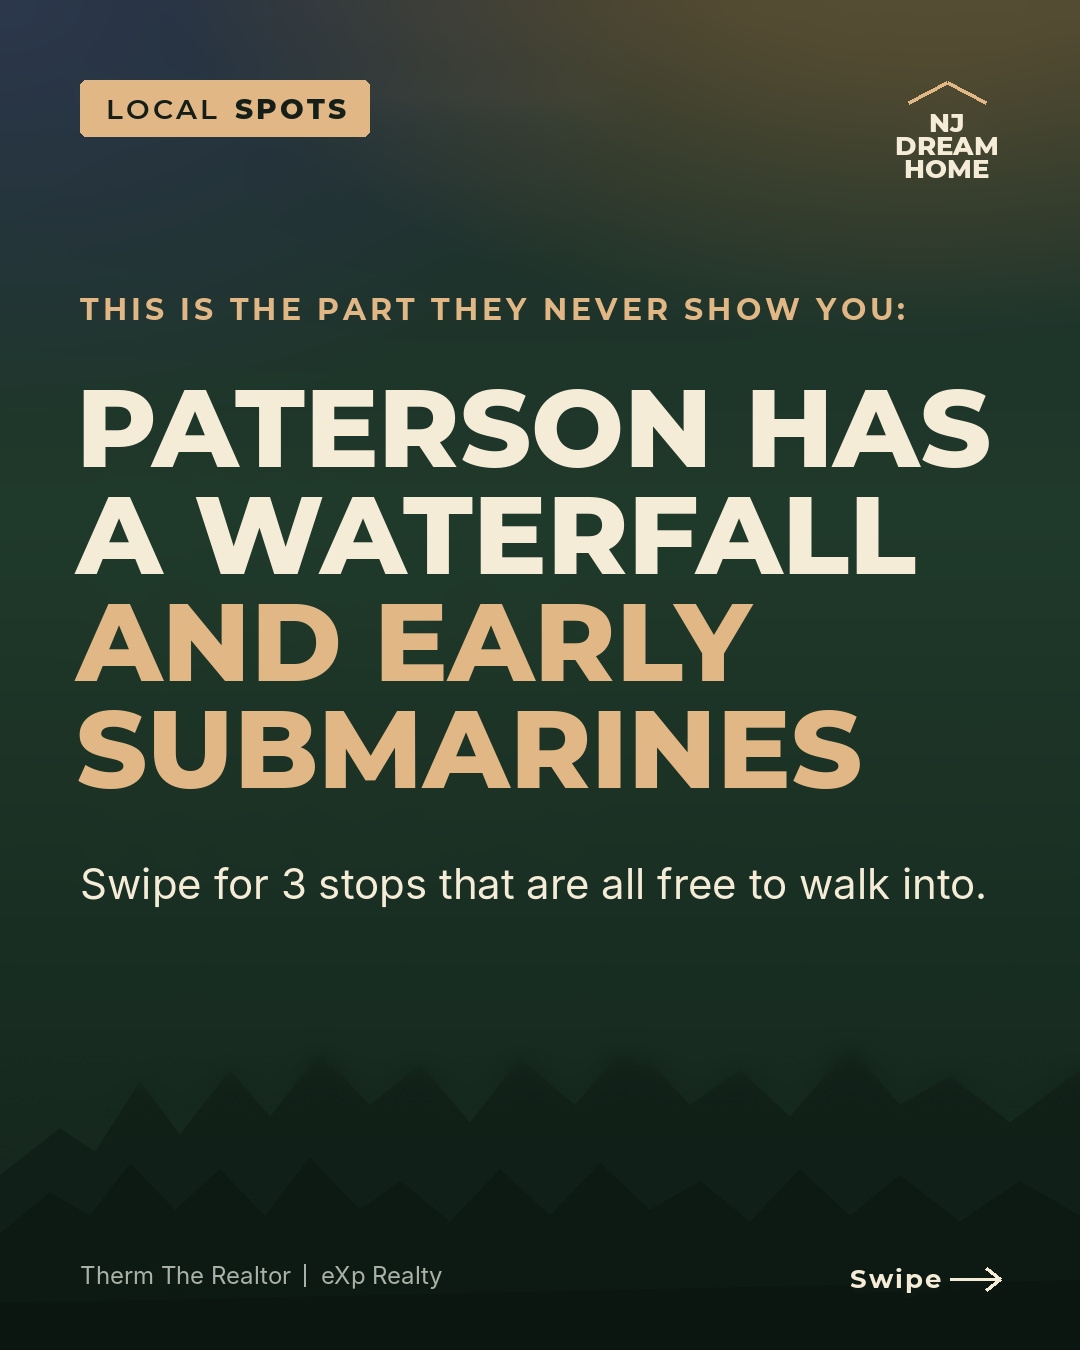 LOCAL SPOTS
NJ
DREAM
HOME
THIS IS THE PART THEY NEVER SHOW YOU:
PATERSON HAS
A WATERFALL
AND EARLY
SUBMARINES
Swipe for 3 stops that are all free to walk into.
Therm The Realtor | eXp Realty
Swipe